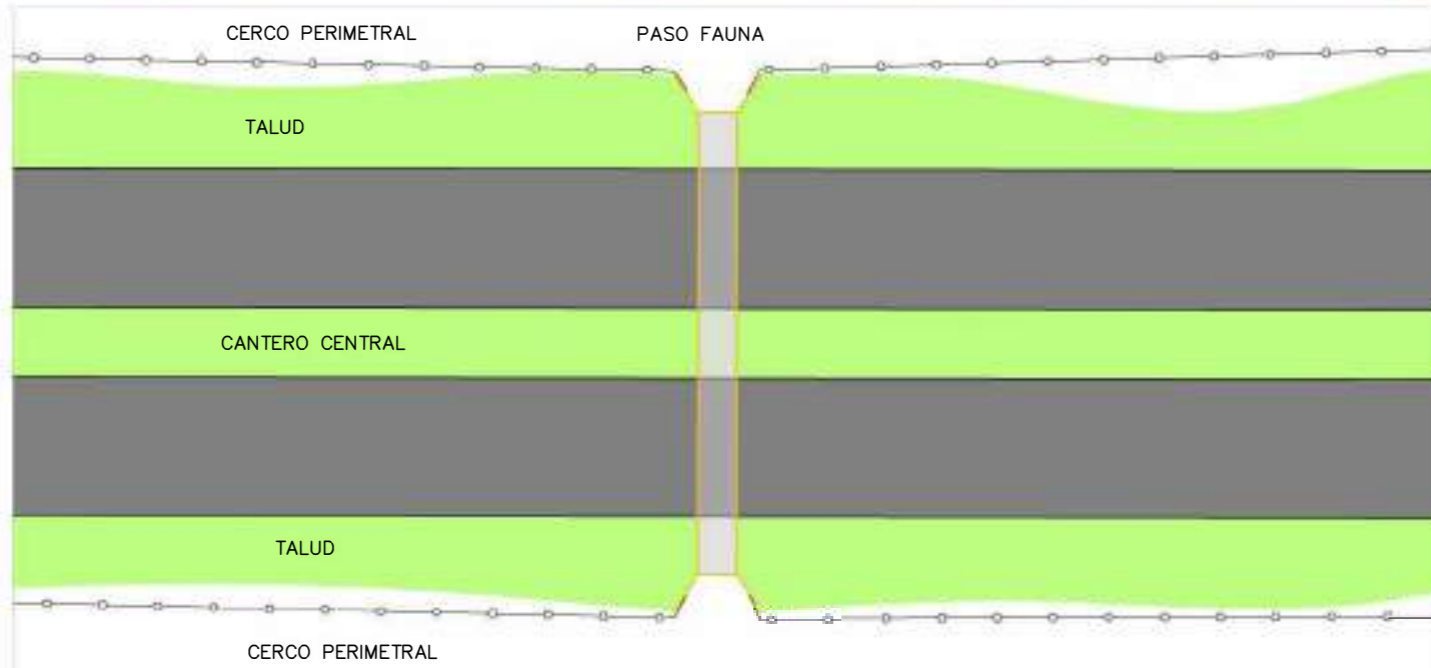 CERCO PERIMETRAL
PASO FAUNA
TALUD
CANTERO CENTRAL
TALUD
CERCO PERIMETRAL